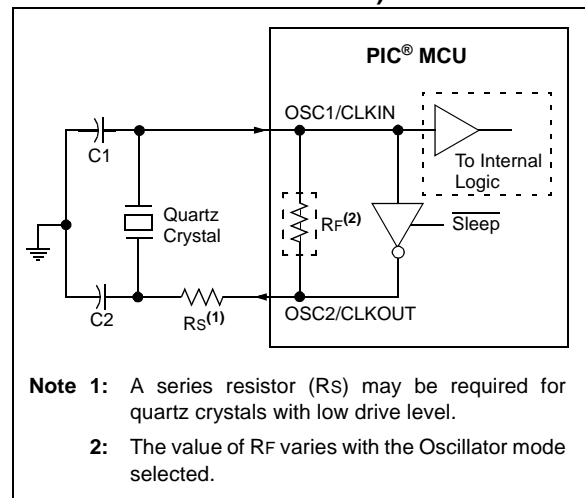 PIC® MCU
OSC1/CLKIN
C1
To Internal
Logic
Quartz
Crystal
RF(2)
Sleep
C2
RS(1)
OSC2/CLKOUT
Note 1: A series resistor (RS) may be required for
quartz crystals with low drive level.
2: The value of RF varies with the Oscillator mode
selected.